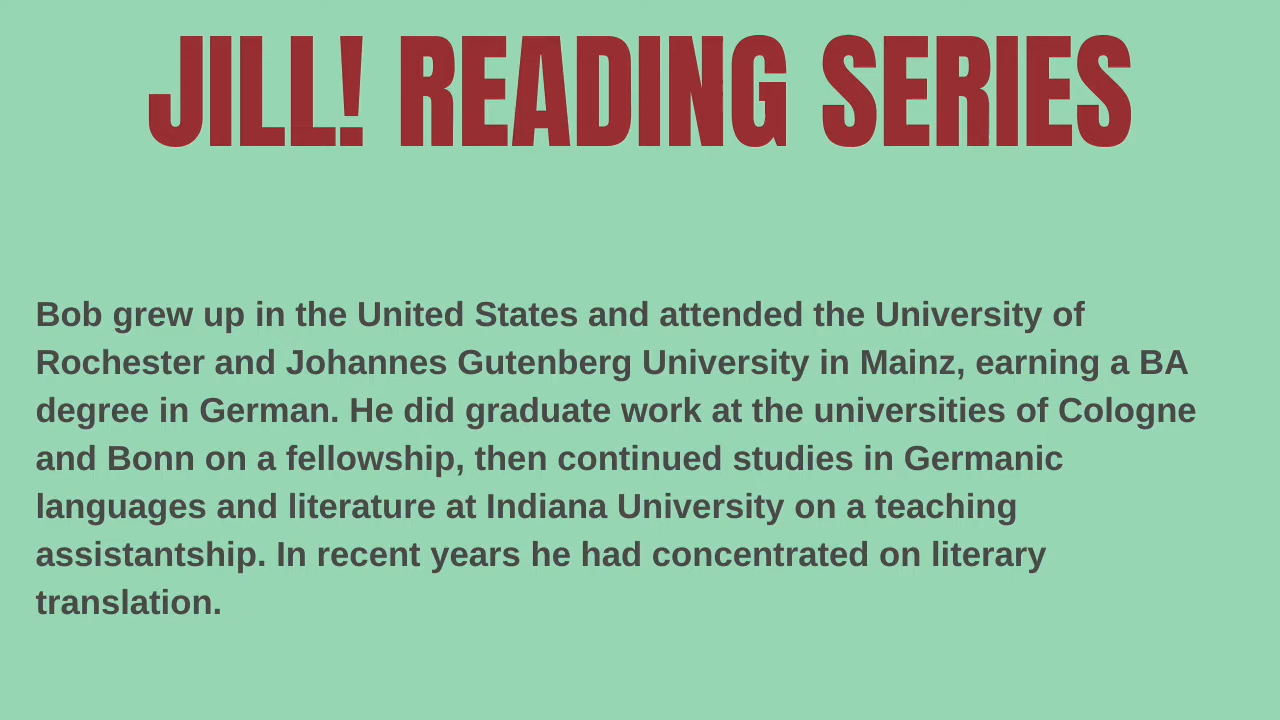 JILL! READING SERIES
Bob grew up in the United States and attended the University of
Rochester and Johannes Gutenberg University in Mainz, earning a BA
degree in German. He did graduate work at the universities of Cologne
and Bonn on a fellowship, then continued studies in Germanic
languages and literature at Indiana University on a teaching
assistantship. In recent years he had concentrated on literary
translation.